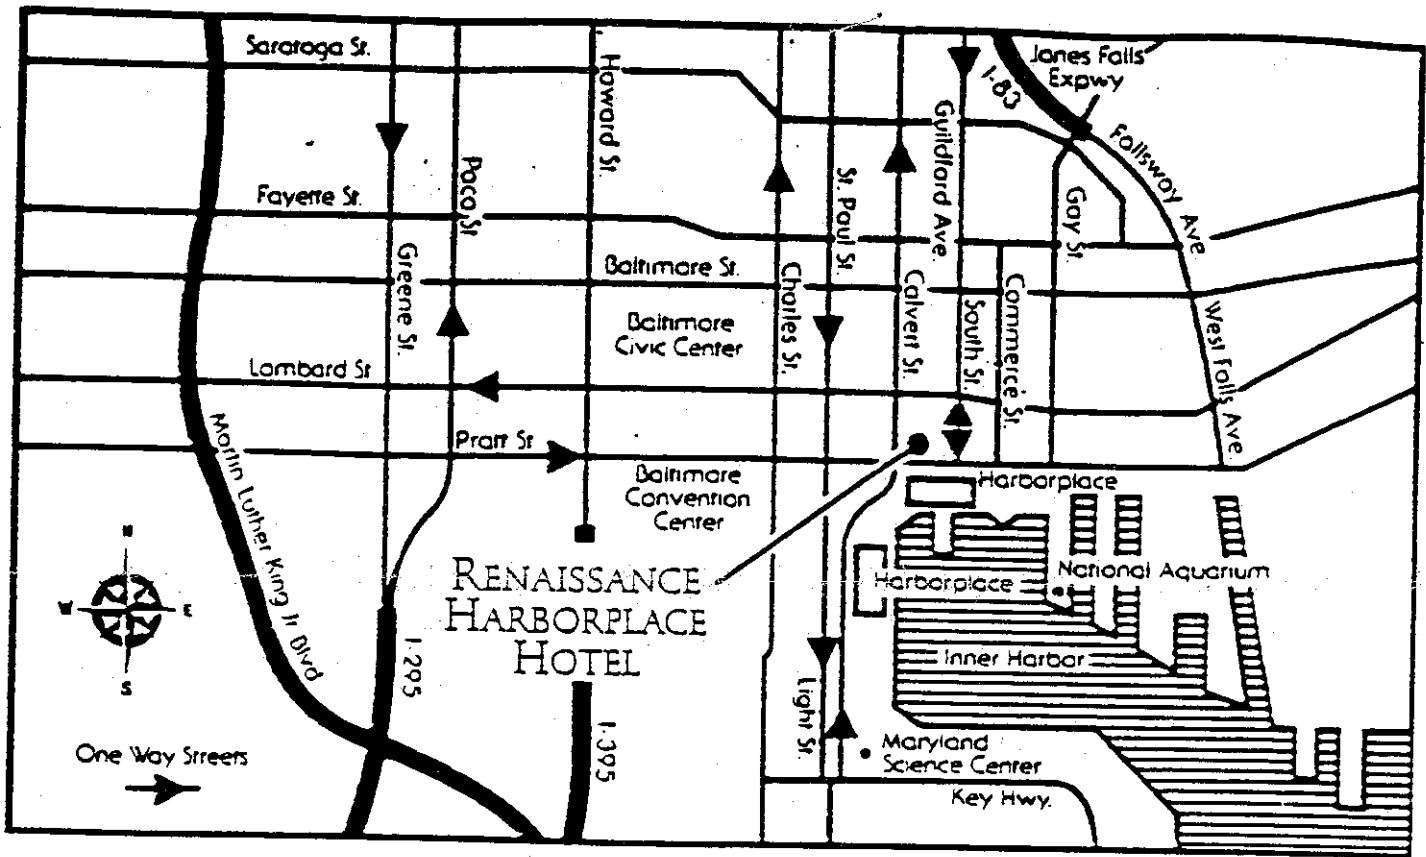 Saratoga St.
Howard St.
Jones Falls
Expwy
I-83
Guildford Ave.
Fallsway Ave.
Paca St
St. Paul St.
Gay St.
Fayette St.
Greene St.
Baltimore St.
Charles St.
Calvert St.
South St.
Commerce St.
West Falls Ave.
Baltimore
Civic Center
Lombard St
Martin Luther King Jr Blvd
Pratt St
Baltimore
Convention
Center
Harborplace
N
W E
S
RENAISSANCE
HARBORPLACE
HOTEL
Harborplace
National Aquarium
Inner Harbor
I-295
I-395
Light St.
One Way Streets
Maryland
Science Center
Key Hwy.